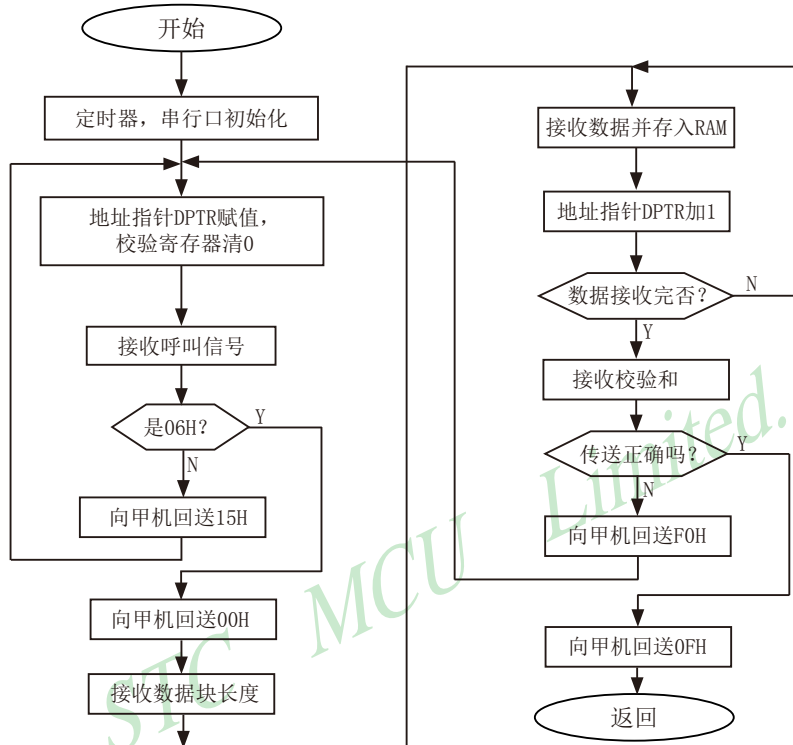 开始
定时器，串行口初始化
地址指针DPTR赋值，
校验寄存器清0
接收呼叫信号
是06H？
Y
N
向甲机回送15H
向甲机回送00H
接收数据块长度
接收数据并存入RAM
地址指针DPTR加1
数据接收完否？
N
Y
接收校验和
传送正确吗？
Y
N
向甲机回送F0H
向甲机回送0FH
返回
STC MCU Limited.